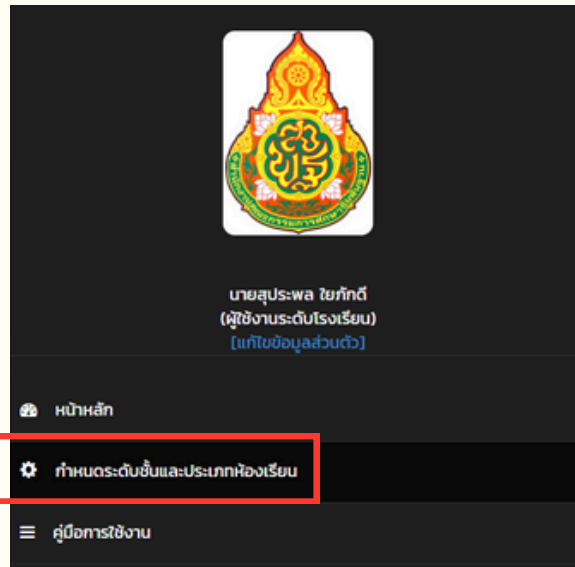 นายสุประพล ใยภักดี
(ผู้ใช้งานระดับโรงเรียน)
[แก้ไขข้อมูลส่วนตัว]
หน้าหลัก
กำหนดระดับชั้นและประเภทห้องเรียน
คู่มือการใช้งาน